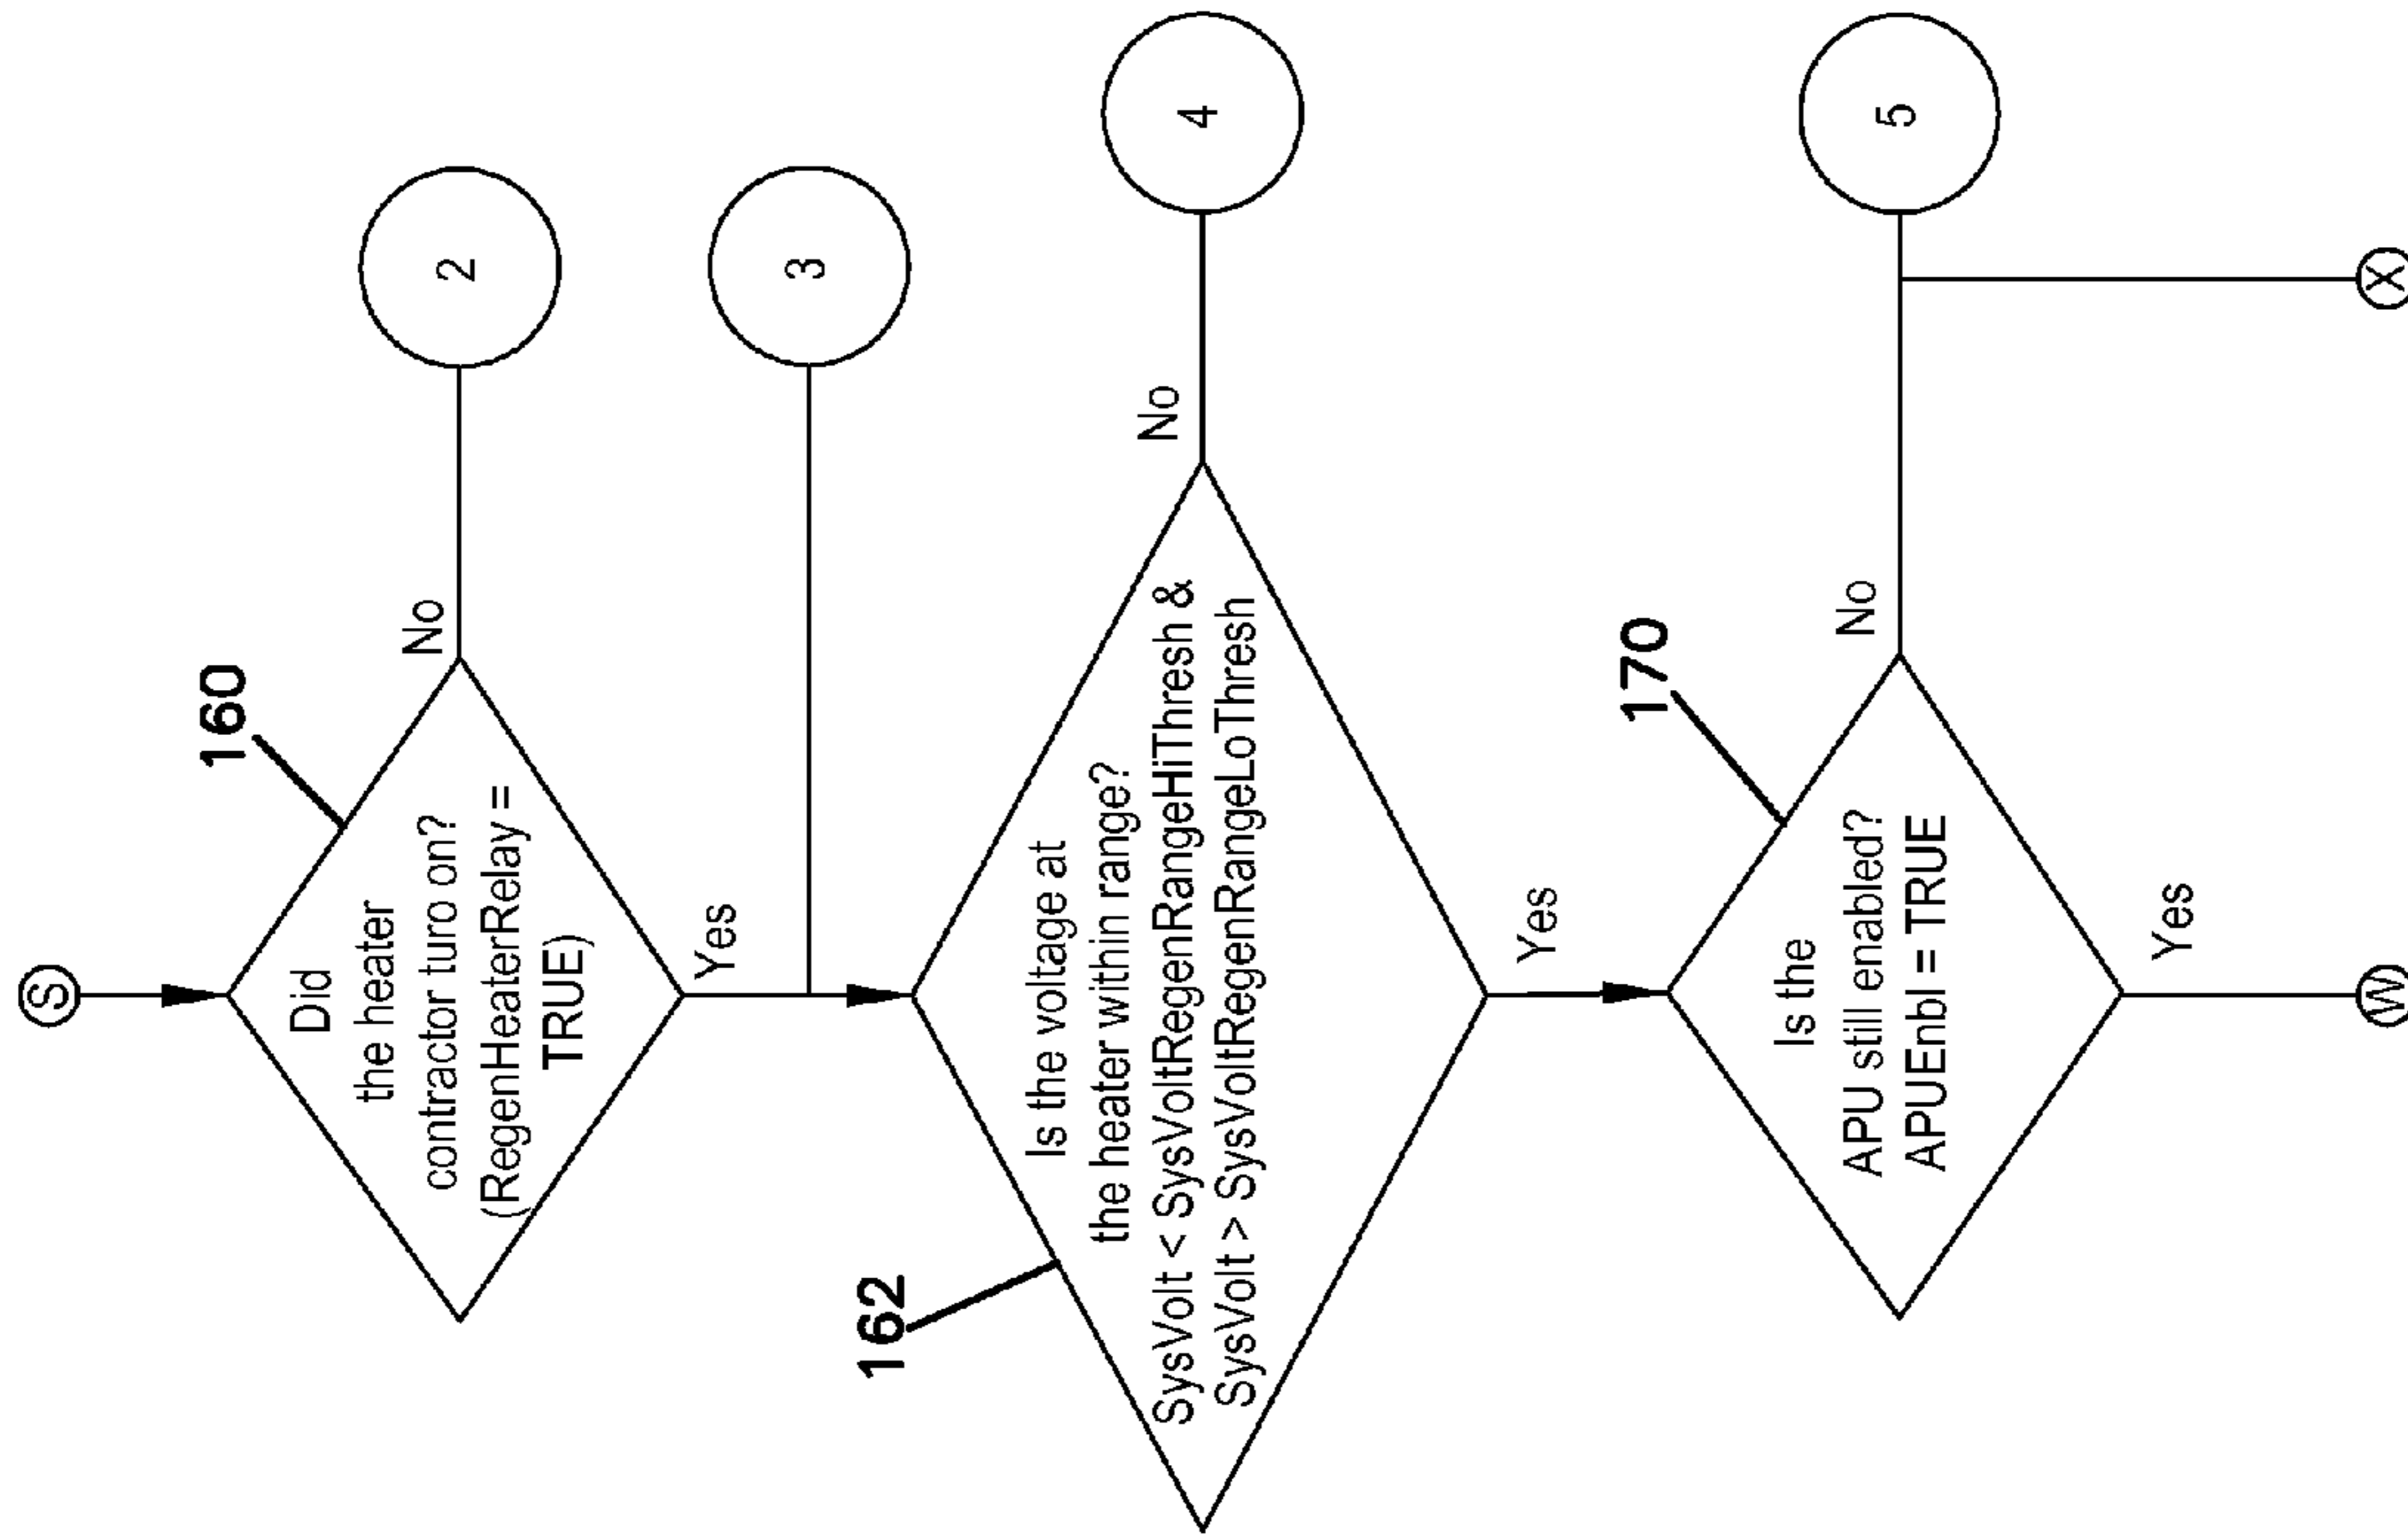 S
160
Did
the heater
contractor turo on?
(RegenHeaterRelay =
TRUE)
No
2
Yes
3
162
Is the voltage at
the heater within range?
SysVolt < SysVoltRegenRangeHiThresh &
SysVolt > SysVoltRegenRangeLoThresh
No
4
Yes
170
Is the
APU still enabled?
APUEnbl = TRUE
No
5
Yes
W
X